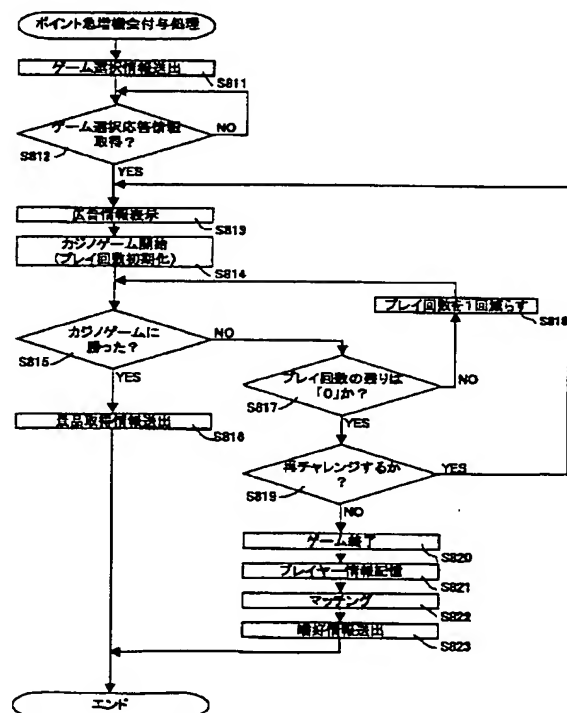 ポイント急増機会付与処理
ゲーム選択情報送出
S811
ゲーム選択応答情報
取得？
NO
S812
YES
広告情報表示
S813
カジノゲーム開始
(プレイ回数初期化)
S814
プレイ回数を1回減らす
S818
カジノゲームに
勝った？
NO
S815
YES
プレイ回数の残りは
「0」か？
NO
S817
YES
景品取得情報送出
S816
再チャレンジするか
？
YES
S819
NO
ゲーム終了
S820
プレイヤー情報記憶
S821
マッチング
S822
嗜好情報送出
S823
エンド